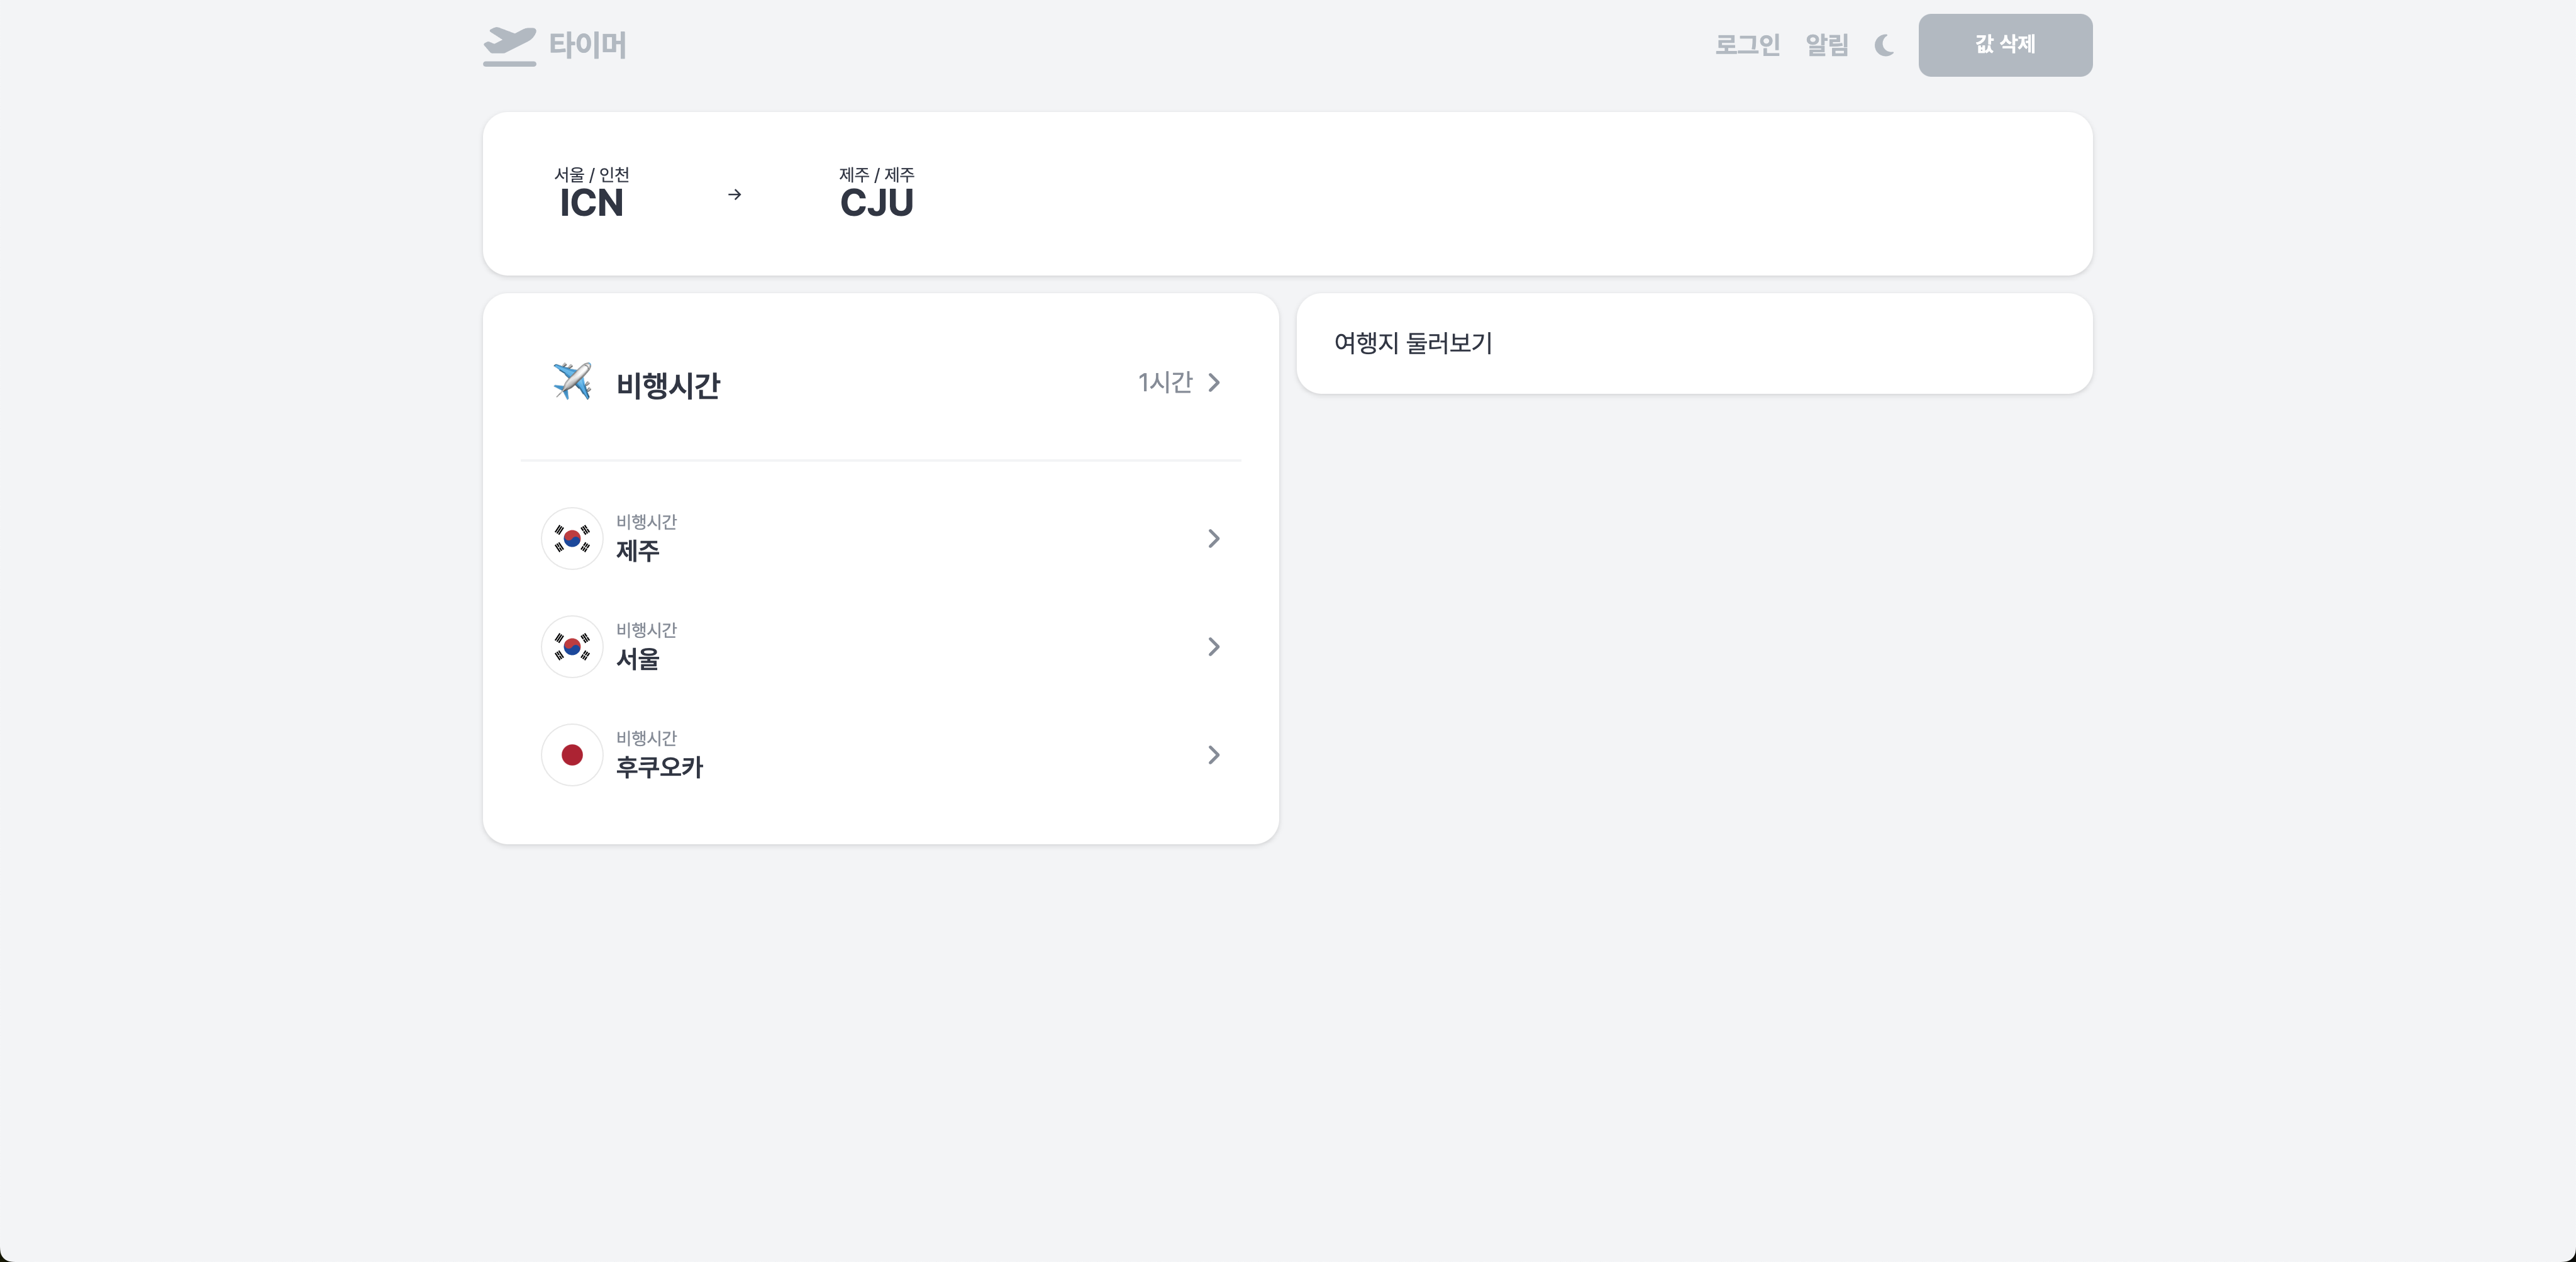 타이머
로그인 알림 값 삭제
서울 / 인천
ICN
→
제주 / 제주
CJU
비행시간 1시간
비행시간
제주
비행시간
서울
비행시간
후쿠오카
여행지 둘러보기